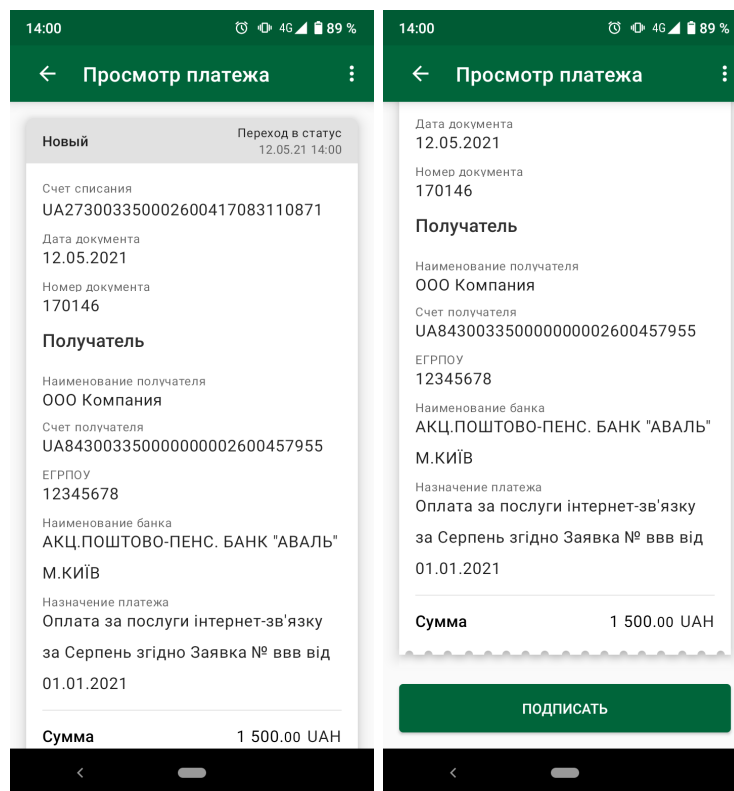 14:00
4G
89 %
Просмотр платежа
Новый
Переход в статус
12.05.21 14:00
Счет списания
UA273003350002600417083110871
Дата документа
12.05.2021
Номер документа
170146
Получатель
Наименование получателя
ООО Компания
Счет получателя
UA843003350000000002600457955
ЕГРПОУ
12345678
Наименование банка
АКЦ.ПОШТОВО-ПЕНС. БАНК "АВАЛЬ"
М.КИЇВ
Назначение платежа
Оплата за послуги інтернет-зв'язку
за Серпень згідно Заявка № ввв від
01.01.2021
Сумма
1 500.00 UAH
14:00
4G
89 %
Просмотр платежа
Дата документа
12.05.2021
Номер документа
170146
Получатель
Наименование получателя
ООО Компания
Счет получателя
UA843003350000000002600457955
ЕГРПОУ
12345678
Наименование банка
АКЦ.ПОШТОВО-ПЕНС. БАНК "АВАЛЬ"
М.КИЇВ
Назначение платежа
Оплата за послуги інтернет-зв'язку
за Серпень згідно Заявка № ввв від
01.01.2021
Сумма
1 500.00 UAH
ПОДПИСАТЬ